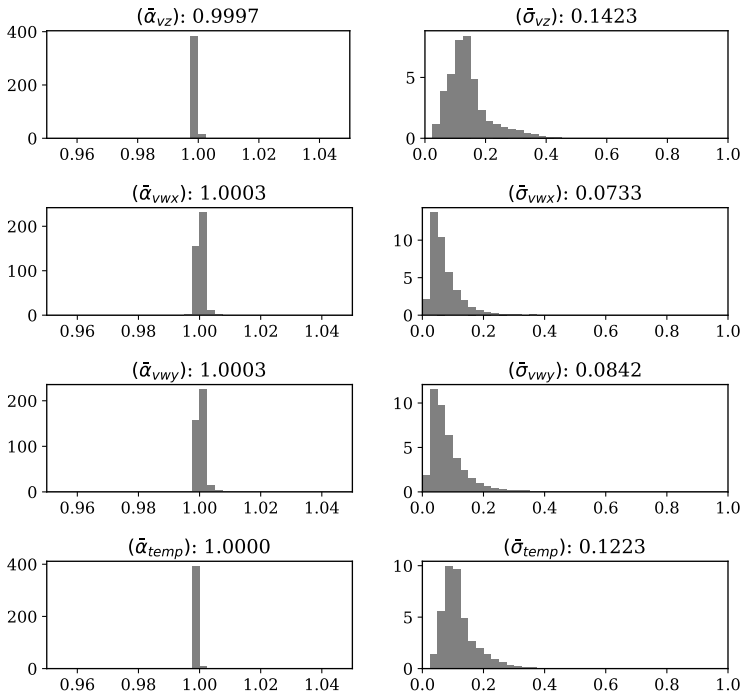 (ᾱ_vz): 0.9997
400
200
0
0.96 0.98 1.00 1.02 1.04
(σ̄_vz): 0.1423
5
0
0.0 0.2 0.4 0.6 0.8 1.0
(ᾱ_vwx): 1.0003
200
100
0
0.96 0.98 1.00 1.02 1.04
(σ̄_vwx): 0.0733
10
5
0
0.0 0.2 0.4 0.6 0.8 1.0
(ᾱ_vwy): 1.0003
200
100
0
0.96 0.98 1.00 1.02 1.04
(σ̄_vwy): 0.0842
10
5
0
0.0 0.2 0.4 0.6 0.8 1.0
(ᾱ_temp): 1.0000
400
200
0
0.96 0.98 1.00 1.02 1.04
(σ̄_temp): 0.1223
10
5
0
0.0 0.2 0.4 0.6 0.8 1.0